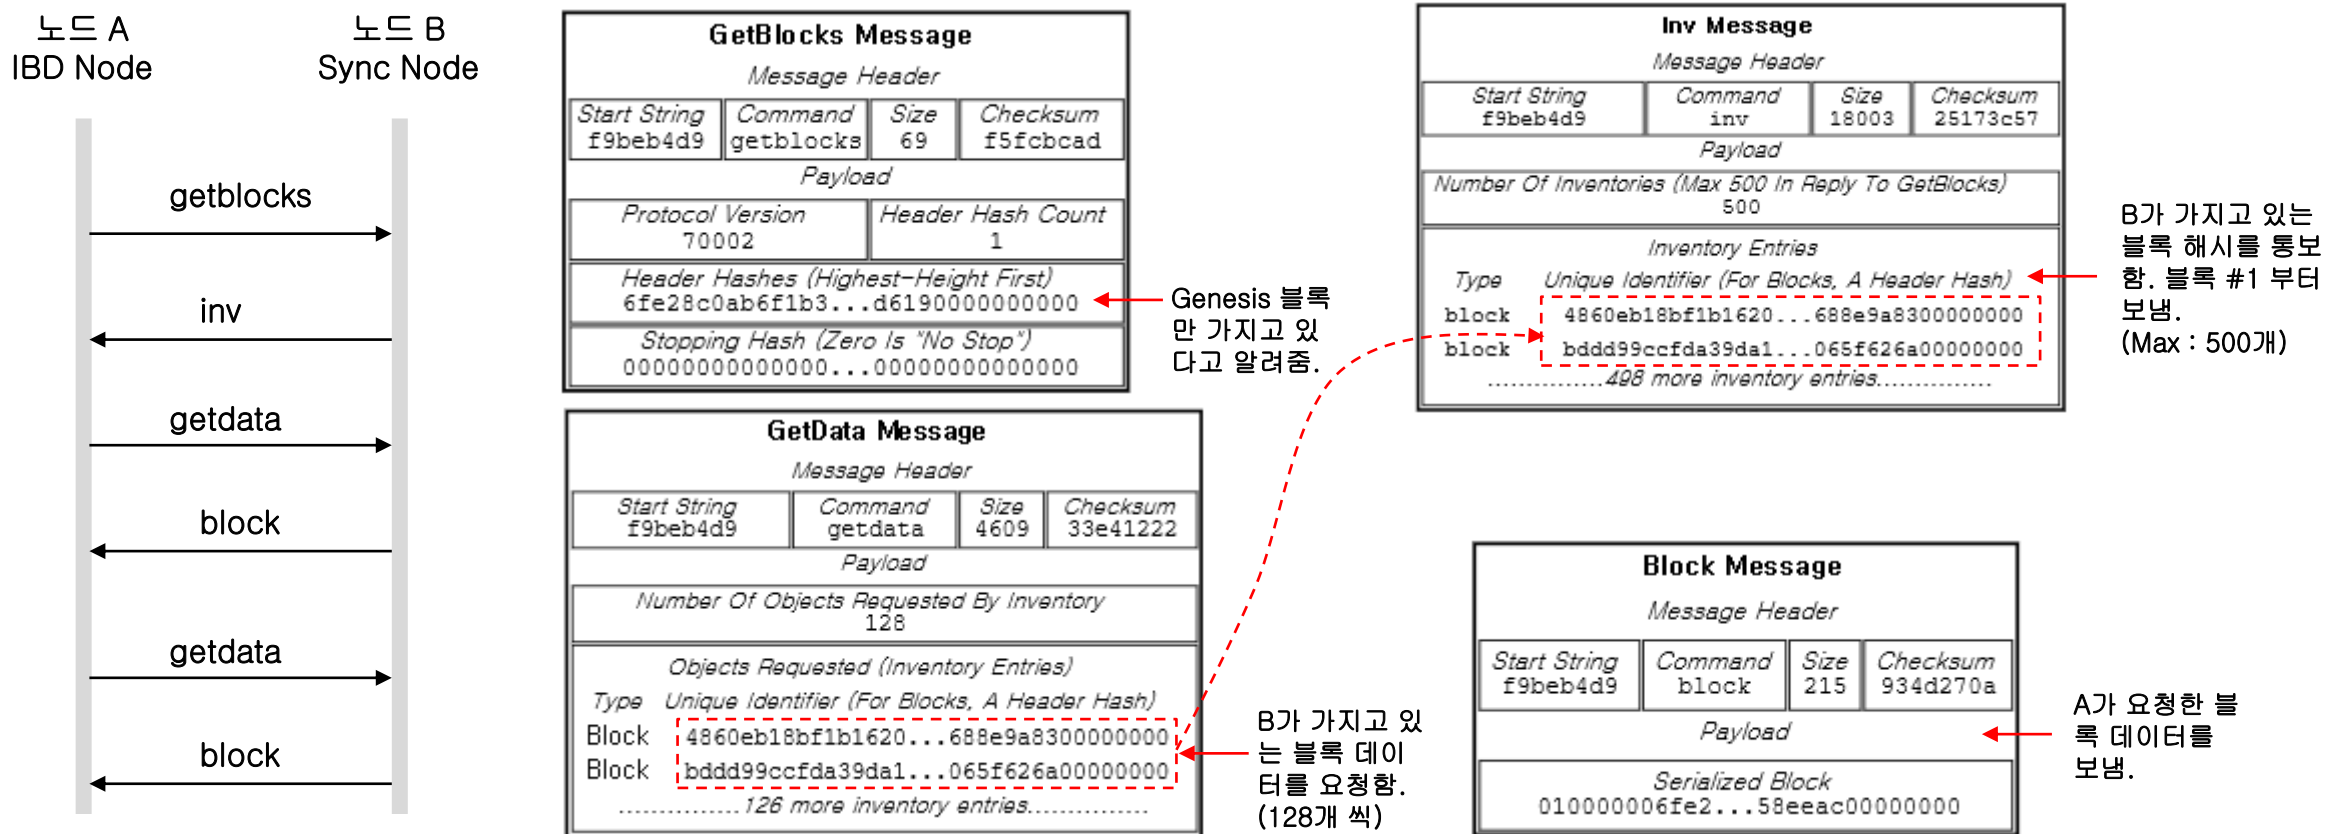 노드 A
IBD Node
노드 B
Sync Node
getblocks
inv
getdata
block
getdata
block
GetBlocks Message
Message Header
Start String Command Size Checksum
f9beb4d9 getblocks 69 f5fcbcad
Payload
Protocol Version Header Hash Count
70002 1
Header Hashes (Highest-Height First)
6fe28c0ab6f1b3...d6190000000000
Stopping Hash (Zero Is "No Stop")
00000000000000...00000000000000
Genesis 블록
만 가지고 있
다고 알려줌.
GetData Message
Message Header
Start String Command Size Checksum
f9beb4d9 getdata 4609 33e41222
Payload
Number Of Objects Requested By Inventory
128
Objects Requested (Inventory Entries)
Type Unique Identifier (For Blocks, A Header Hash)
Block 4860eb18bf1b1620...688e9a8300000000
Block bddd99ccfda39da1...065f626a00000000
...............126 more inventory entries...............
B가 가지고 있
는 블록 데이
터를 요청함.
(128개 씩)
Inv Message
Message Header
Start String Command Size Checksum
f9beb4d9 inv 18003 25173c57
Payload
Number Of Inventories (Max 500 In Reply To GetBlocks)
500
Inventory Entries
Type Unique Identifier (For Blocks, A Header Hash)
block 4860eb18bf1b1620...688e9a8300000000
block bddd99ccfda39da1...065f626a00000000
...............498 more inventory entries...............
B가 가지고 있는
블록 해시를 통보
함. 블록 #1 부터
보냄.
(Max : 500개)
Block Message
Message Header
Start String Command Size Checksum
f9beb4d9 block 215 934d270a
Payload
Serialized Block
010000006fe2...58eeac00000000
A가 요청한 블
록 데이터를
보냄.